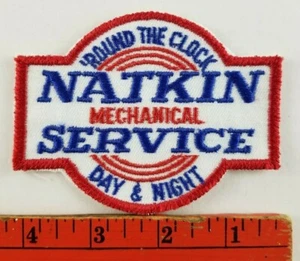 'ROUND THE CLOCK
NATKIN
MECHANICAL
SERVICE
DAY & NIGHT
4 3 2 1